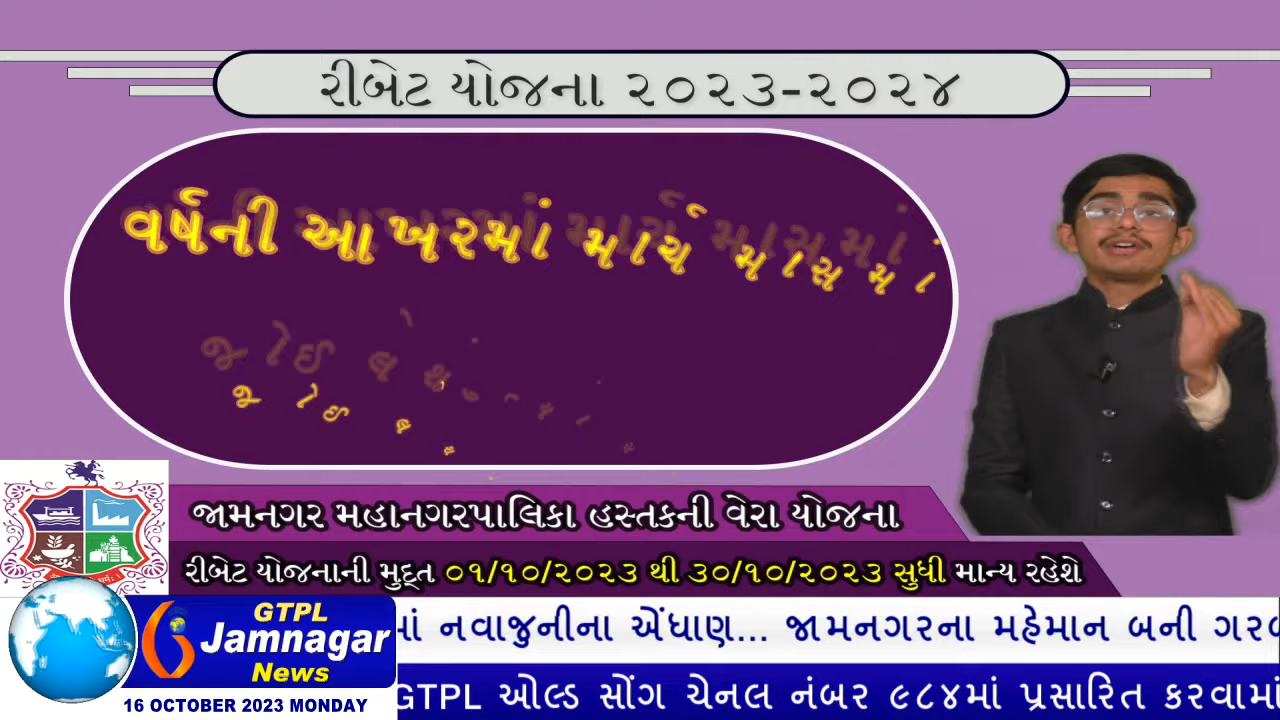 રીબેટ યોજના ૨૦૨૩-૨૦૨૪
વર્ષની આખરમાં માર્ચ માસમાં
જોઈ
જામનગર મહાનગરપાલિકા હસ્તકની વેરા યોજના
રીબેટ યોજનાની મુદ્ત ૦૧/૧૦/૨૦૨૩ થી ૩૦/૧૦/૨૦૨૩ સુધી માન્ય રહેશે
GTPL
Jamnagar
News
માં નવાજુનીના એંધાણ... જામનગરના મહેમાન બની
16 OCTOBER 2023 MONDAY
GTPL ઓલ્ડ સોંગ ચેનલ નંબર ૯૮૪માં પ્રસારિત કરવામાં